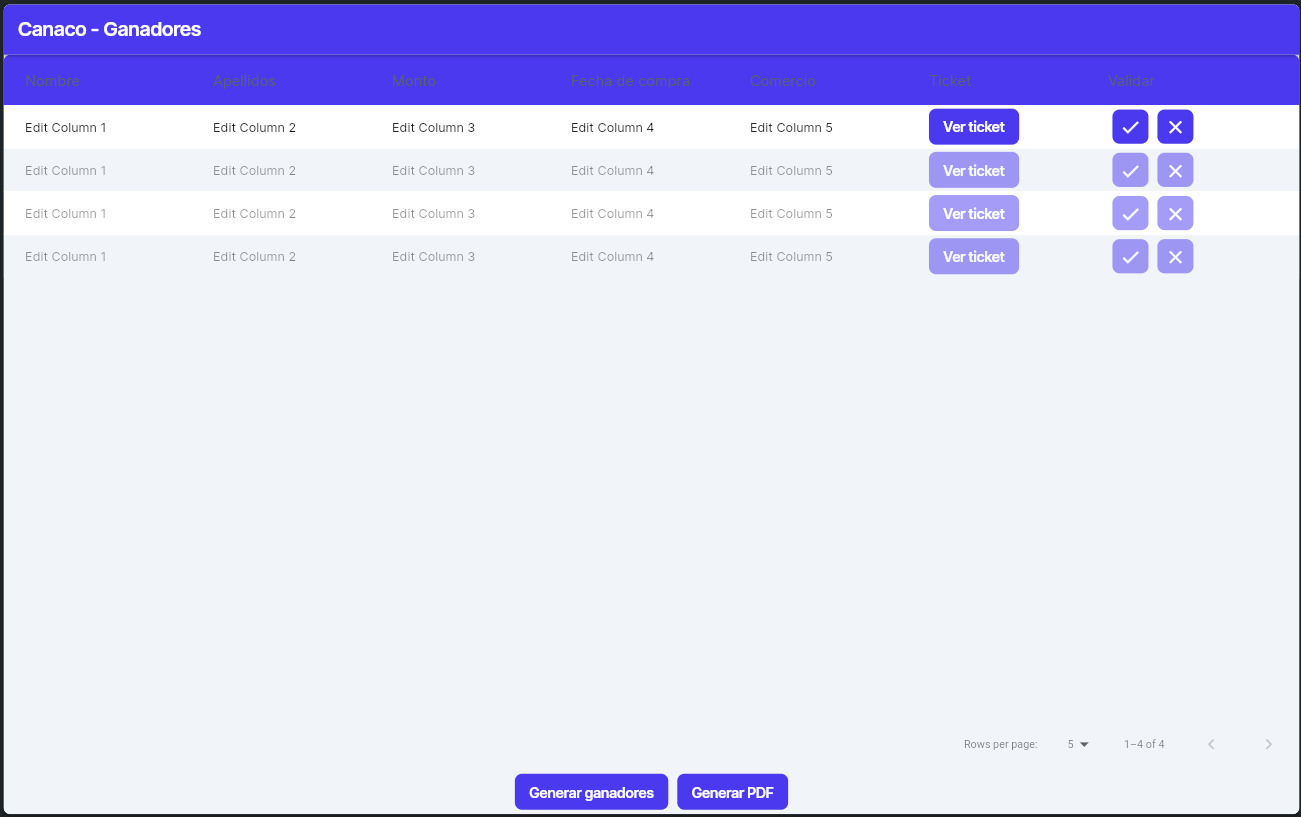 Canaco - Ganadores
Nombre Apellidos Monto Fecha de compra Comercio Ticket Validar
Edit Column 1 Edit Column 2 Edit Column 3 Edit Column 4 Edit Column 5 Ver ticket
Edit Column 1 Edit Column 2 Edit Column 3 Edit Column 4 Edit Column 5 Ver ticket
Edit Column 1 Edit Column 2 Edit Column 3 Edit Column 4 Edit Column 5 Ver ticket
Edit Column 1 Edit Column 2 Edit Column 3 Edit Column 4 Edit Column 5 Ver ticket
Rows per page: 5 1–4 of 4
Generar ganadores Generar PDF